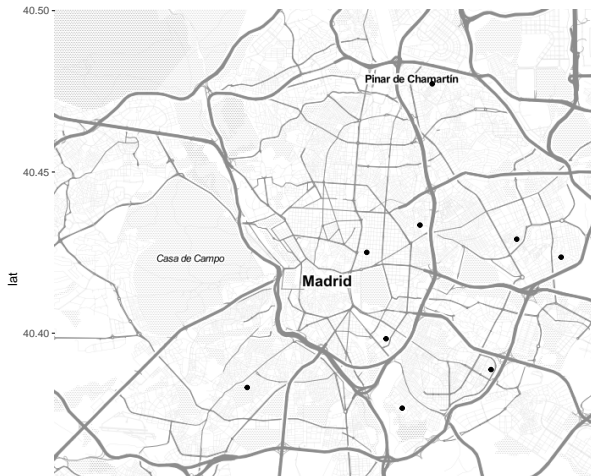 40.50
Pinar de Chamartín
40.45
Casa de Campo
lat
Madrid
40.40